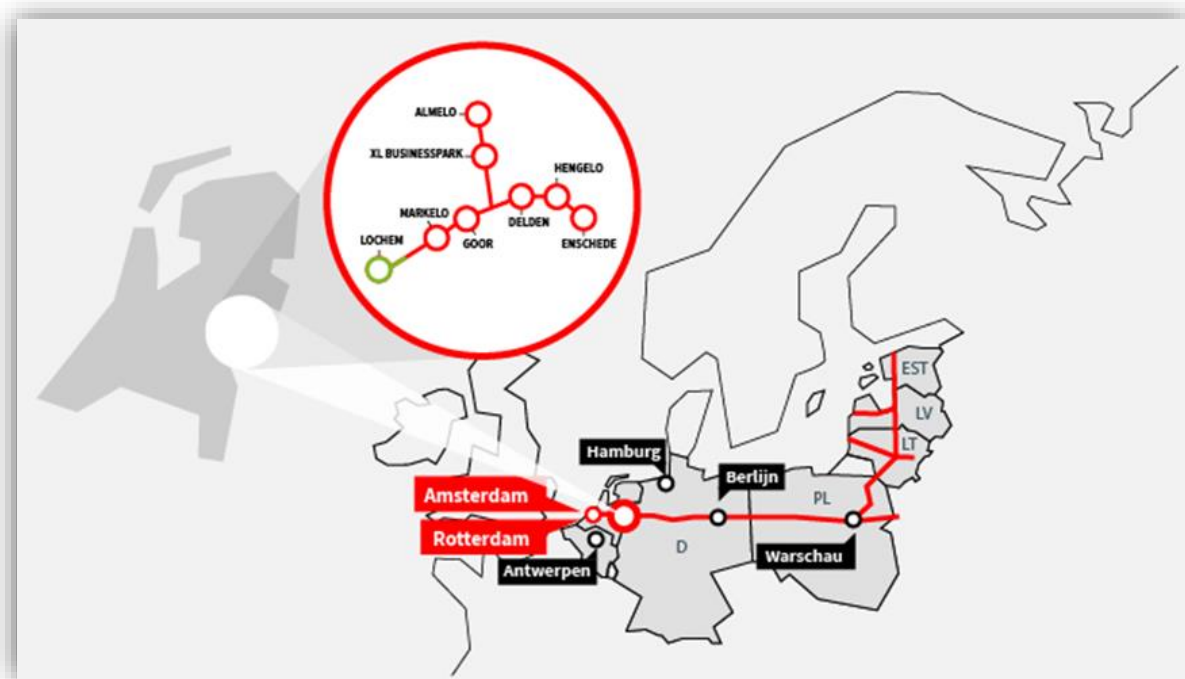 ALMELO
XL BUSINESSPARK
HENGELO
MARKELO
DELDEN
LOCHEM
GOOR
ENSCHEDE
EST
LV
LT
Hamburg
Berlijn
Amsterdam
PL
Rotterdam
D
Warschau
Antwerpen